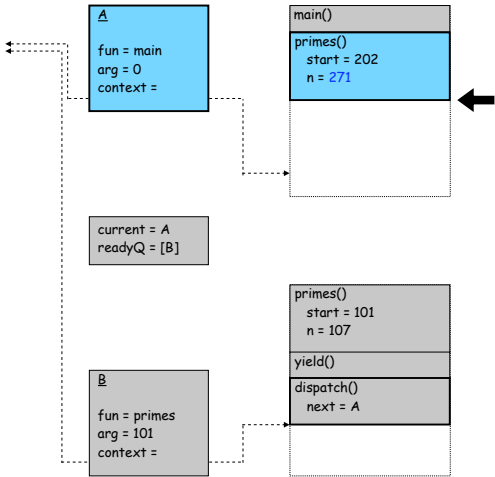 A
fun = main
arg = 0
context =
main()
primes()
start = 202
n = 271
current = A
readyQ = [B]
B
fun = primes
arg = 101
context =
primes()
start = 101
n = 107
yield()
dispatch()
next = A